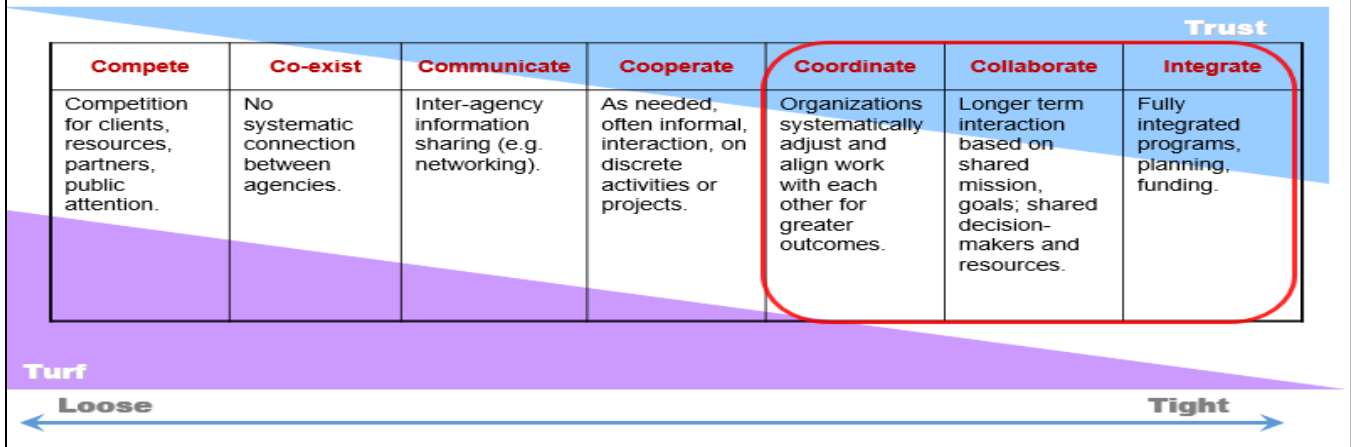 Trust
Compete
Competition
for clients,
resources,
partners,
public
attention.
Co-exist
No
systematic
connection
between
agencies.
Communicate
Inter-agency
information
sharing (e.g.
networking).
Cooperate
As needed,
often informal,
interaction, on
discrete
activities or
projects.
Coordinate
Organizations
systematically
adjust and
align work
with each
other for
greater
outcomes.
Collaborate
Longer term
interaction
based on
shared
mission,
goals; shared
decision-
makers and
resources.
Integrate
Fully
integrated
programs,
planning,
funding.
Turf
Loose
Tight